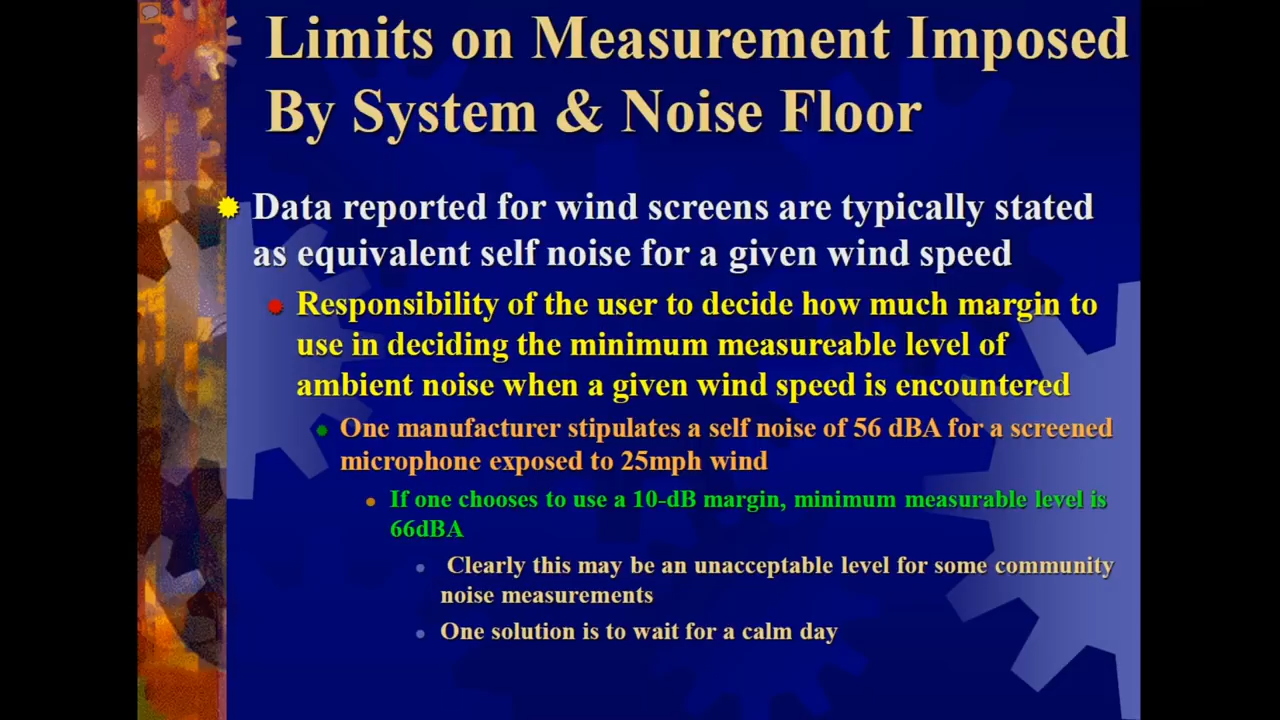 Limits on Measurement Imposed
By System & Noise Floor
Data reported for wind screens are typically stated
as equivalent self noise for a given wind speed
Responsibility of the user to decide how much margin to
use in deciding the minimum measureable level of
ambient noise when a given wind speed is encountered
One manufacturer stipulates a self noise of 56 dBA for a screened
microphone exposed to 25mph wind
If one chooses to use a 10-dB margin, minimum measurable level is
66dBA
Clearly this may be an unacceptable level for some community
noise measurements
One solution is to wait for a calm day